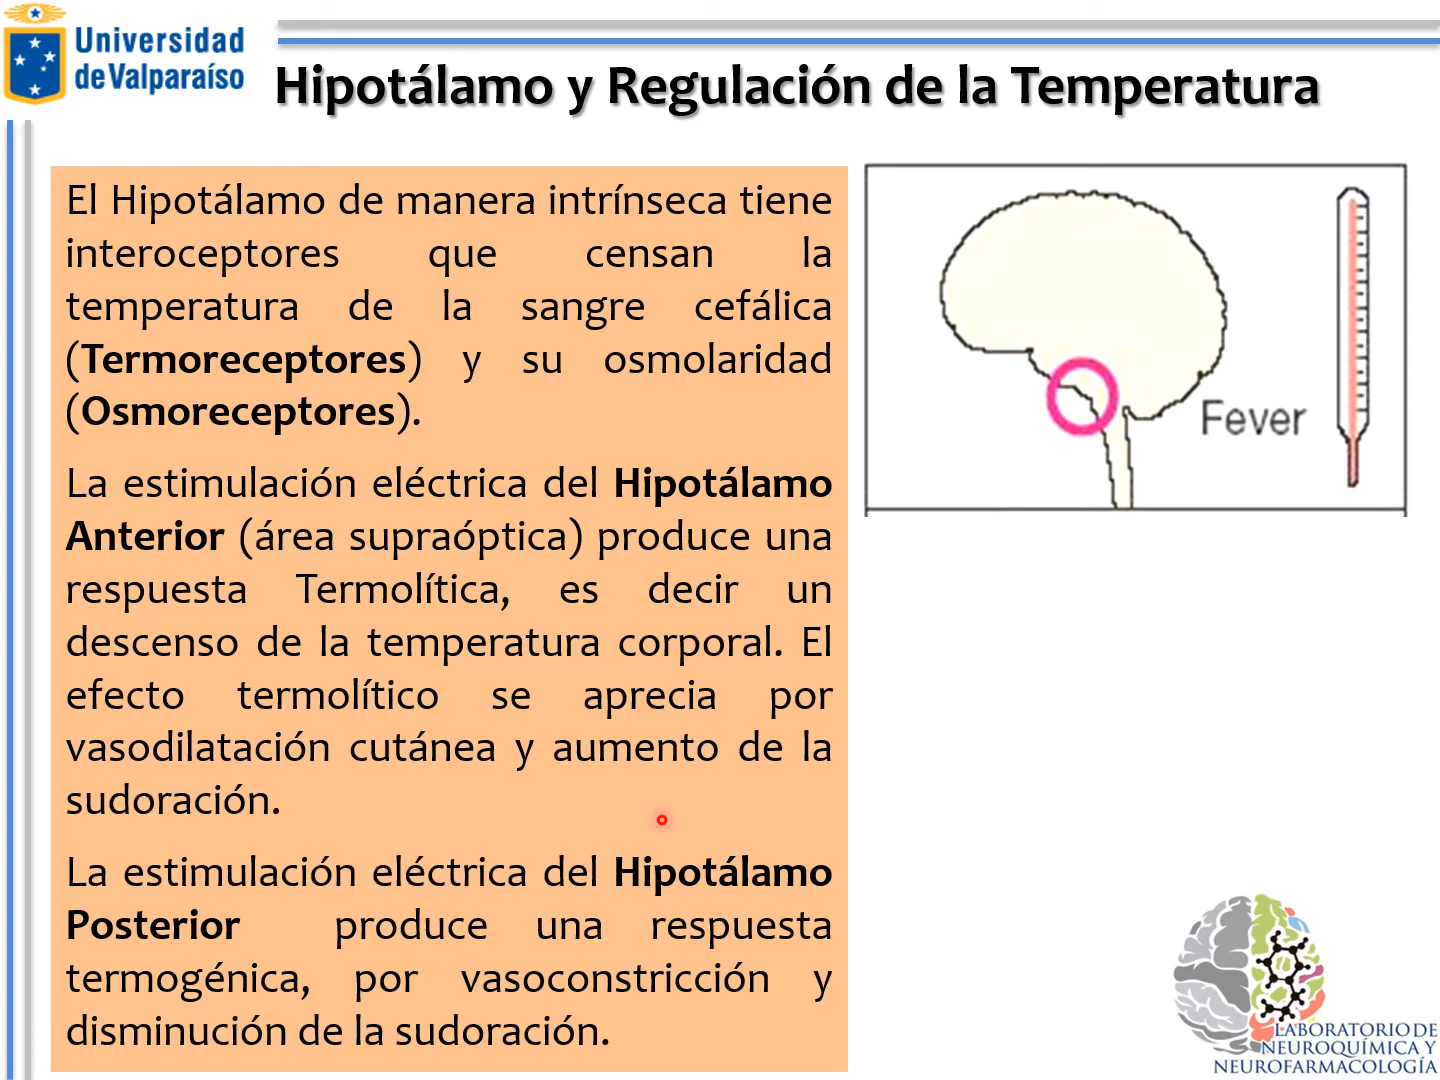 Universidad
de Valparaíso
Hipotálamo y Regulación de la Temperatura
El Hipotálamo de manera intrínseca tiene
interoceptores que censan la
temperatura de la sangre cefálica
(Termoreceptores) y su osmolaridad
(Osmoreceptores).
La estimulación eléctrica del Hipotálamo
Anterior (área supraóptica) produce una
respuesta Termolítica, es decir un
descenso de la temperatura corporal. El
efecto termolítico se aprecia por
vasodilatación cutánea y aumento de la
sudoración.
La estimulación eléctrica del Hipotálamo
Posterior produce una respuesta
termogénica, por vasoconstricción y
disminución de la sudoración.
Fever
LABORATORIO DE
NEUROQUÍMICA Y
NEUROFARMACOLOGÍA